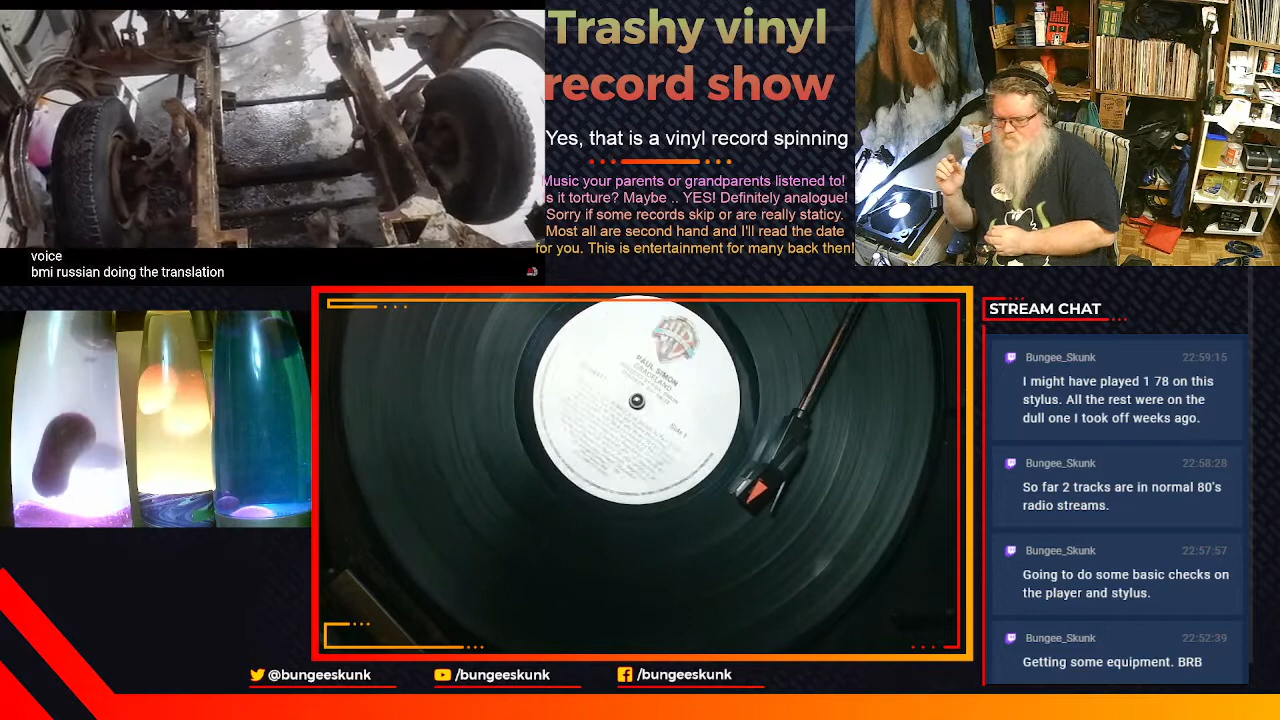 Trashy vinyl
record show
Yes, that is a vinyl record spinning
Music your parents or grandparents listened to!
Is it torture? Maybe .. YES! Definitely analogue!
Sorry if some records skip or are really staticy.
Most all are second hand and I'll read the date
for you. This is entertainment for many back then!
voice
bmi russian doing the translation
PAUL SIMON
GRACELAND
Side 1
STREAM CHAT
Bungee_Skunk 22:59:15
I might have played 1 78 on this
stylus. All the rest were on the
dull one I took off weeks ago.
Bungee_Skunk 22:58:28
So far 2 tracks are in normal 80's
radio streams.
Bungee_Skunk 22:57:57
Going to do some basic checks on
the player and stylus.
Bungee_Skunk 22:52:39
Getting some equipment. BRB
@bungeeskunk
/bungeeskunk
/bungeeskunk